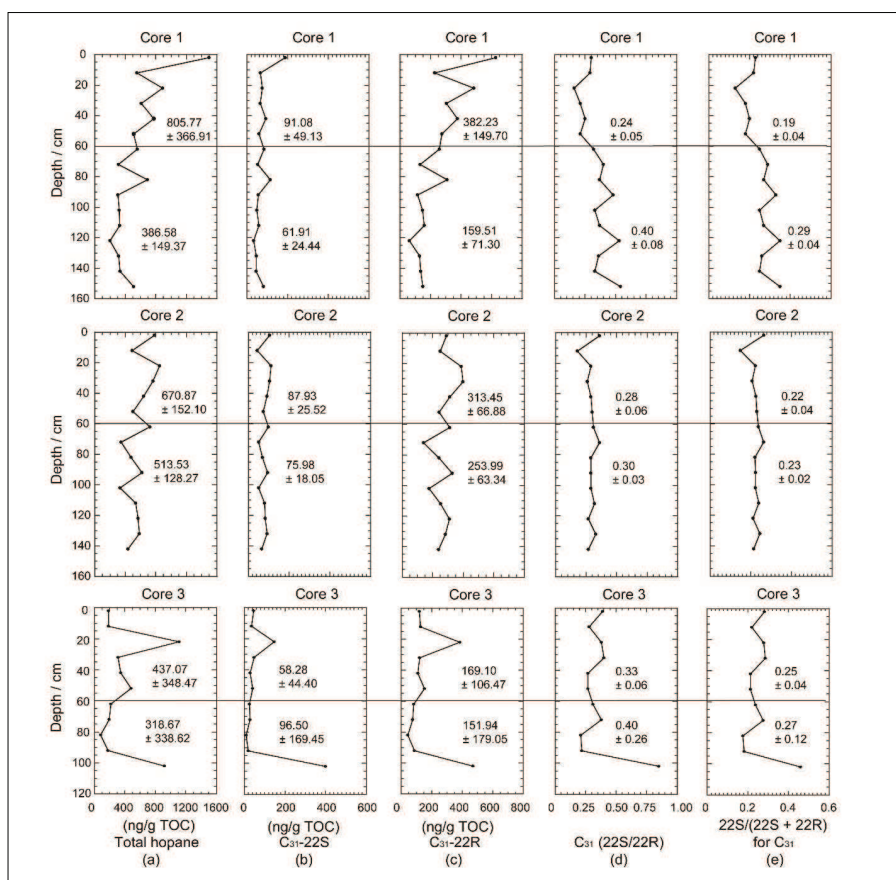 Core 1 Core 1 Core 1 Core 1 Core 1
0
20
40
60
80
100
120
140
160
Depth / cm
805.77 91.08 382.23 0.24 0.19
± 366.91 ± 49.13 ± 149.70 ± 0.05 ± 0.04
386.58 61.91 159.51 0.40 0.29
± 149.37 ± 24.44 ± 71.30 ± 0.08 ± 0.04
Core 2 Core 2 Core 2 Core 2 Core 2
0
20
40
60
80
100
120
140
160
Depth / cm
670.87 87.93 313.45 0.28 0.22
± 152.10 ± 25.52 ± 66.88 ± 0.06 ± 0.04
513.53 75.98 253.99 0.30 0.23
± 128.27 ± 18.05 ± 63.34 ± 0.03 ± 0.02
Core 3 Core 3 Core 3 Core 3 Core 3
0
20
40
60
80
100
120
Depth / cm
437.07 58.28 169.10 0.33 0.25
± 348.47 ± 44.40 ± 106.47 ± 0.06 ± 0.04
318.67 96.50 151.94 0.40 0.27
± 338.62 ± 169.45 ± 179.05 ± 0.26 ± 0.12
0 400 800 1200 1600 0 200 400 600 0 200 400 600 800 0.25 0.50 0.75 1.00 0.0 0.2 0.4 0.6
(ng/g TOC) (ng/g TOC) (ng/g TOC)
Total hopane C₃₁-22S C₃₁-22R C₃₁ (22S/22R) 22S/(22S + 22R)
for C₃₁
(a) (b) (c) (d) (e)